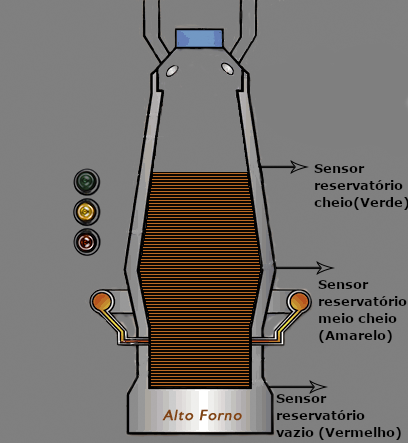 Sensor
reservatório
cheio(Verde)
Sensor
reservatório
meio cheio
(Amarelo)
Sensor
reservatório
vazio (Vermelho)
Alto Forno